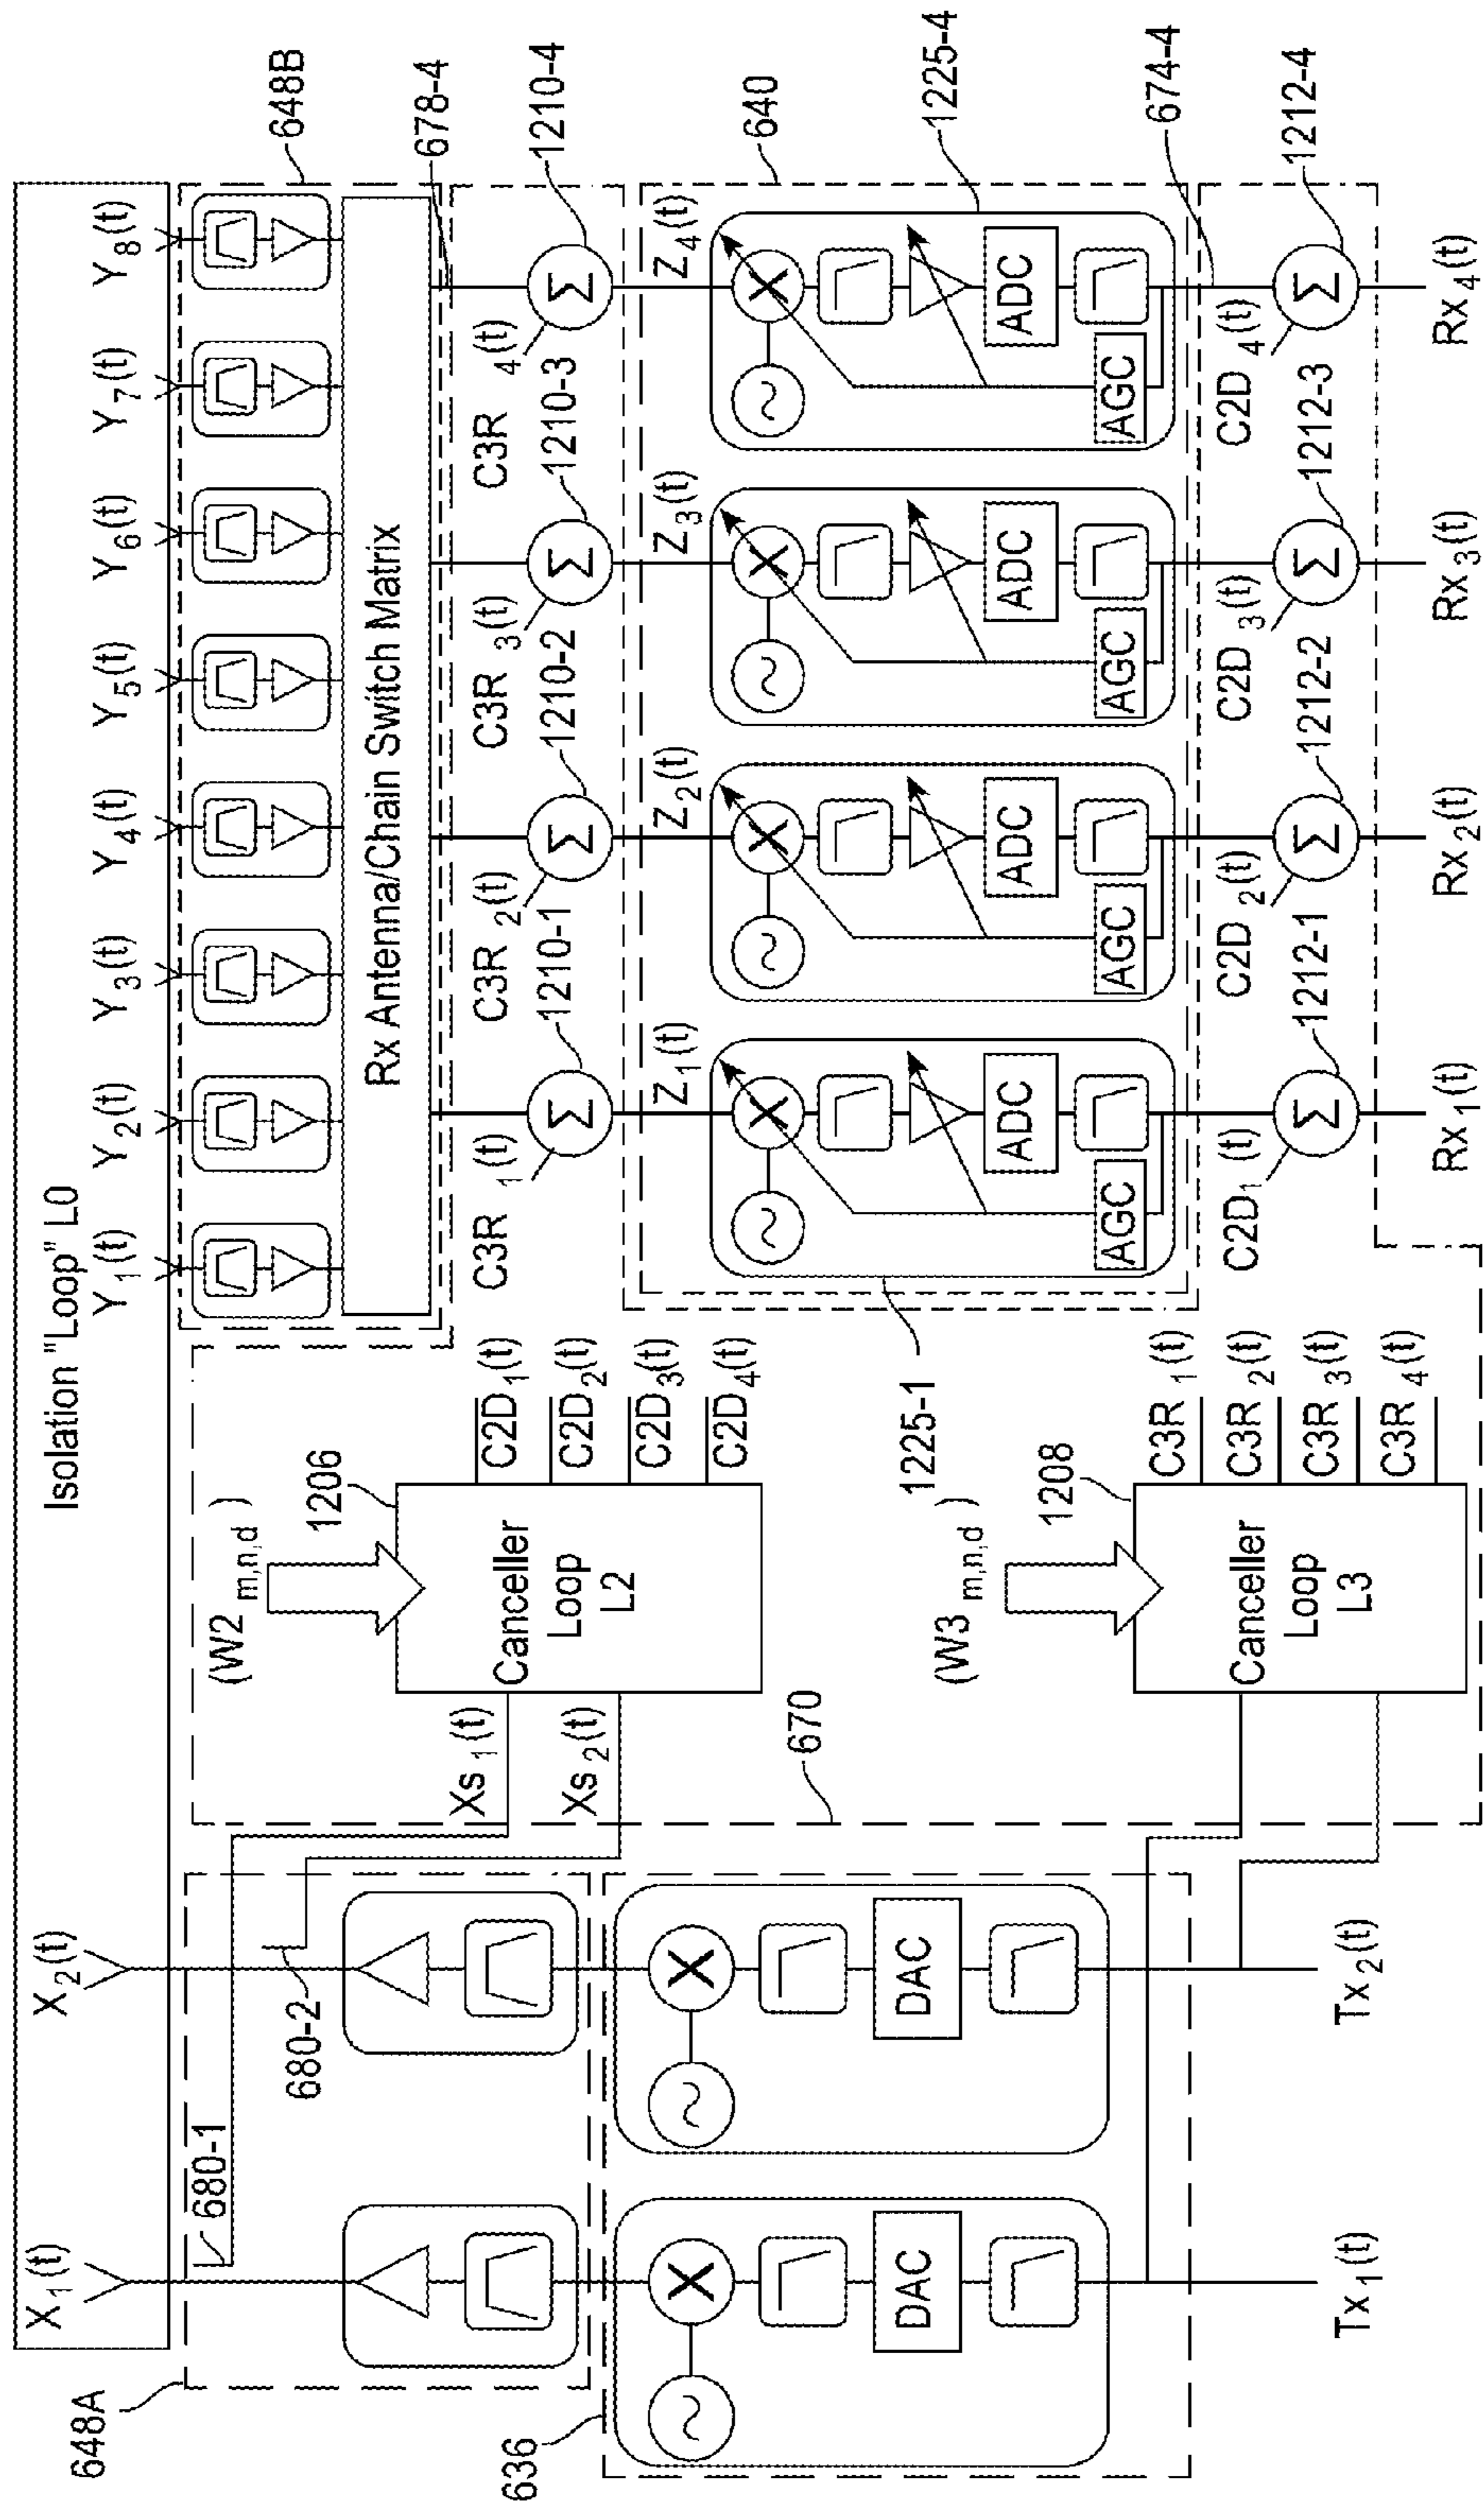 Isolation "Loop" L0
X1(t)
X2(t)
Y1(t)
Y2(t)
Y3(t)
Y4(t)
Y5(t)
Y6(t)
Y7(t)
Y8(t)
648A
680-1
680-2
648B
Rx Antenna/Chain Switch Matrix
678-4
(W2 m,n,d)
1206
Xs1(t)
Xs2(t)
Canceller
Loop
L2
C2D1(t)
C2D2(t)
C2D3(t)
C2D4(t)
C3R1(t)
1210-1
C3R2(t)
1210-2
C3R3(t)
1210-3
C3R4(t)
1210-4
Σ
Σ
Σ
Σ
636
X
X
~
~
DAC
DAC
670
Z1(t)
Z2(t)
Z3(t)
Z4(t)
640
X
X
X
X
~
~
~
~
ADC
ADC
ADC
ADC
AGC
AGC
AGC
AGC
1225-1
1225-4
674-4
(W3 m,n,d)
1208
Canceller
Loop
L3
C3R1(t)
C3R2(t)
C3R3(t)
C3R4(t)
C2D1(t)
1212-1
C2D2(t)
1212-2
C2D3(t)
1212-3
C2D4(t)
1212-4
Σ
Σ
Σ
Σ
Tx1(t)
Tx2(t)
Rx1(t)
Rx2(t)
Rx3(t)
Rx4(t)